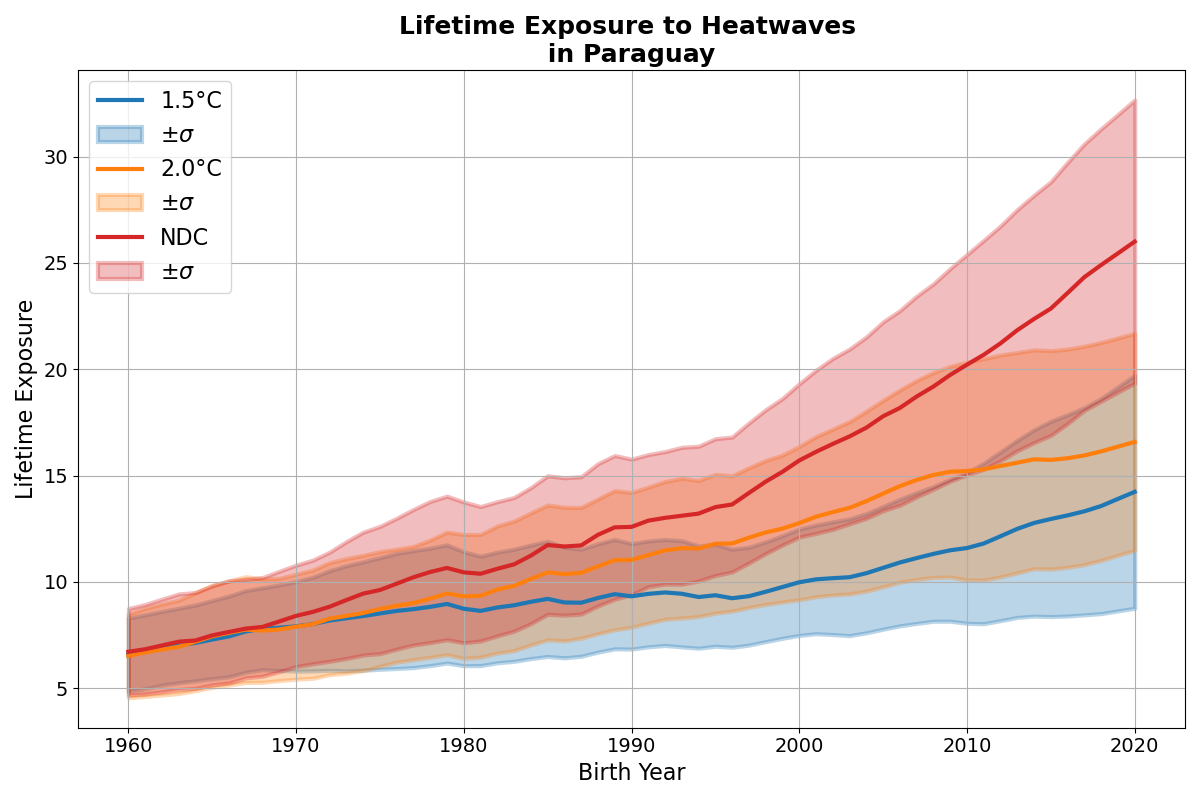 Lifetime Exposure to Heatwaves
in Paraguay
1.5°C
±σ
2.0°C
±σ
NDC
±σ
Lifetime Exposure
30
25
20
15
10
5
1960
1970
1980
1990
2000
2010
2020
Birth Year